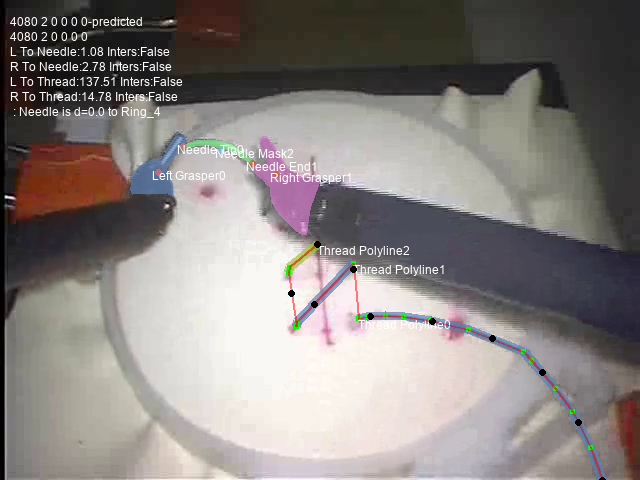 4080 2 0 0 0 0-predicted
4080 2 0 0 0 0
L To Needle:1.08 Inters:False
R To Needle:2.78 Inters:False
L To Thread:137.51 Inters:False
R To Thread:14.78 Inters:False
: Needle is d=0.0 to Ring_4
Needle Tip0
Needle Mask2
Needle End1
Left Grasper0
Right Grasper1
Thread Polyline2
Thread Polyline1
Thread Polyline0